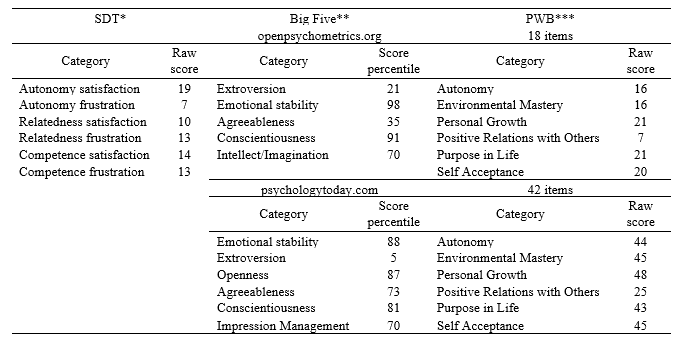 SDT* Big Five** PWB***
openpsychometrics.org 18 items
Category Raw score Category Score percentile Category Raw score
Autonomy satisfaction 19 Extroversion 21 Autonomy 16
Autonomy frustration 7 Emotional stability 98 Environmental Mastery 16
Relatedness satisfaction 10 Agreeableness 35 Personal Growth 21
Relatedness frustration 13 Conscientiousness 91 Positive Relations with Others 7
Competence satisfaction 14 Intellect/Imagination 70 Purpose in Life 21
Competence frustration 13 Self Acceptance 20
psychologytoday.com 42 items
Category Score percentile Category Raw score
Emotional stability 88 Autonomy 44
Extroversion 5 Environmental Mastery 45
Openness 87 Personal Growth 48
Agreeableness 73 Positive Relations with Others 25
Conscientiousness 81 Purpose in Life 43
Impression Management 70 Self Acceptance 45